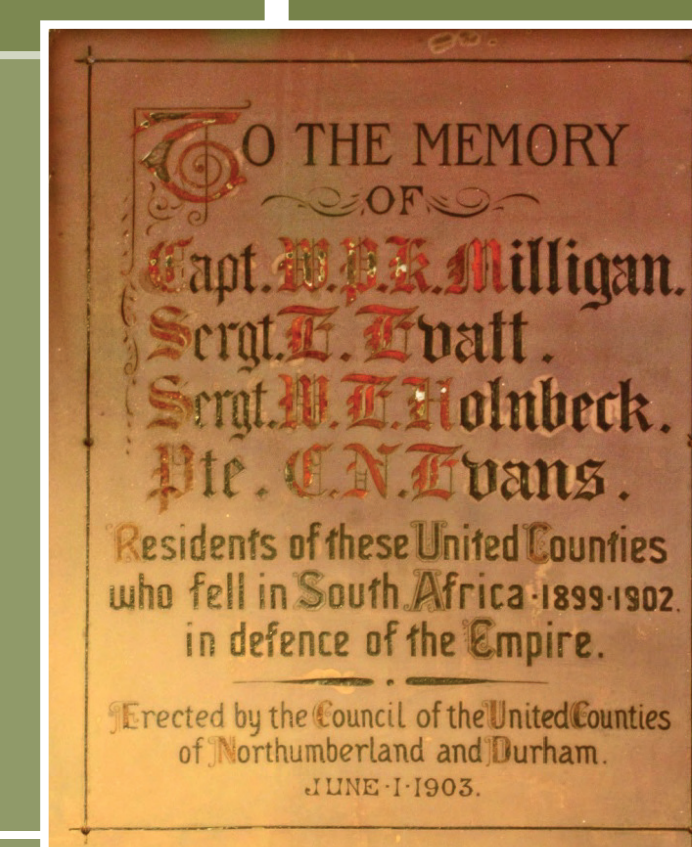 TO THE MEMORY
OF
Capt. W. P. K. Milligan.
Sergt. E. Evatt.
Sergt. W. E. Holnbeck.
Pte. C. N. Evans.
Residents of these United Counties
who fell in South Africa · 1899 · 1902.
in defence of the Empire.
Erected by the Council of the United Counties
of Northumberland and Durham.
JUNE · 1 · 1903.